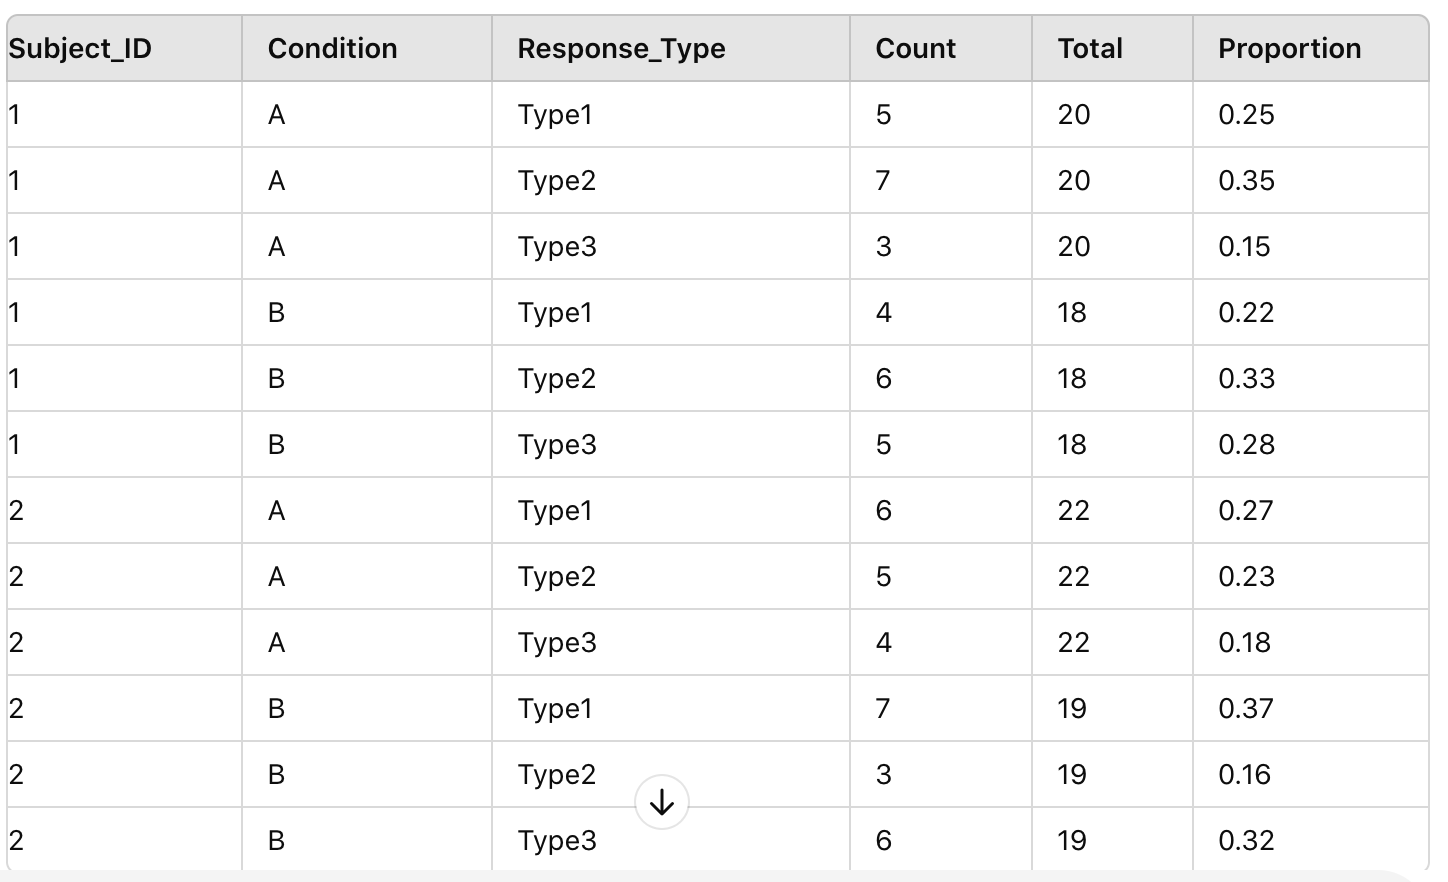 Subject_ID Condition Response_Type Count Total Proportion
1 A Type1 5 20 0.25
1 A Type2 7 20 0.35
1 A Type3 3 20 0.15
1 B Type1 4 18 0.22
1 B Type2 6 18 0.33
1 B Type3 5 18 0.28
2 A Type1 6 22 0.27
2 A Type2 5 22 0.23
2 A Type3 4 22 0.18
2 B Type1 7 19 0.37
2 B Type2 3 19 0.16
2 B Type3 6 19 0.32